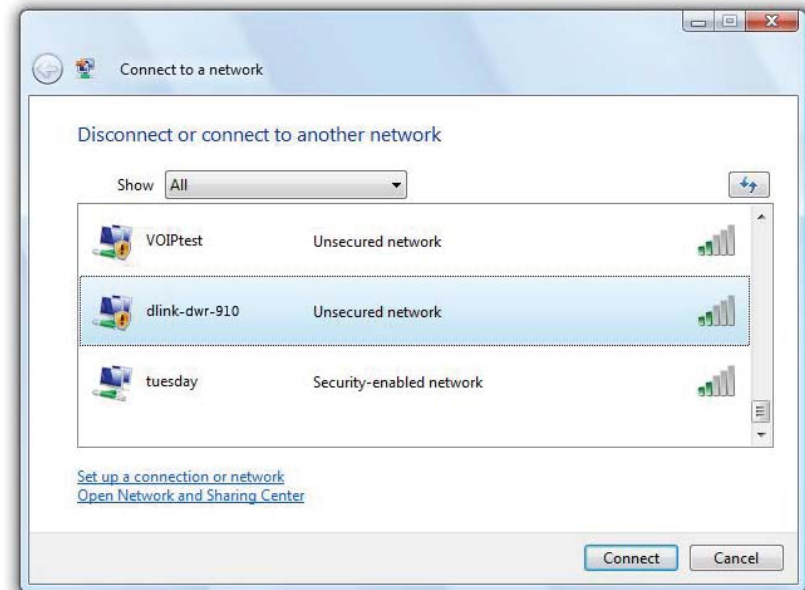 Connect to a network
Disconnect or connect to another network
Show All
VOIPtest Unsecured network
dlink-dwr-910 Unsecured network
tuesday Security-enabled network
Set up a connection or network
Open Network and Sharing Center
Connect Cancel